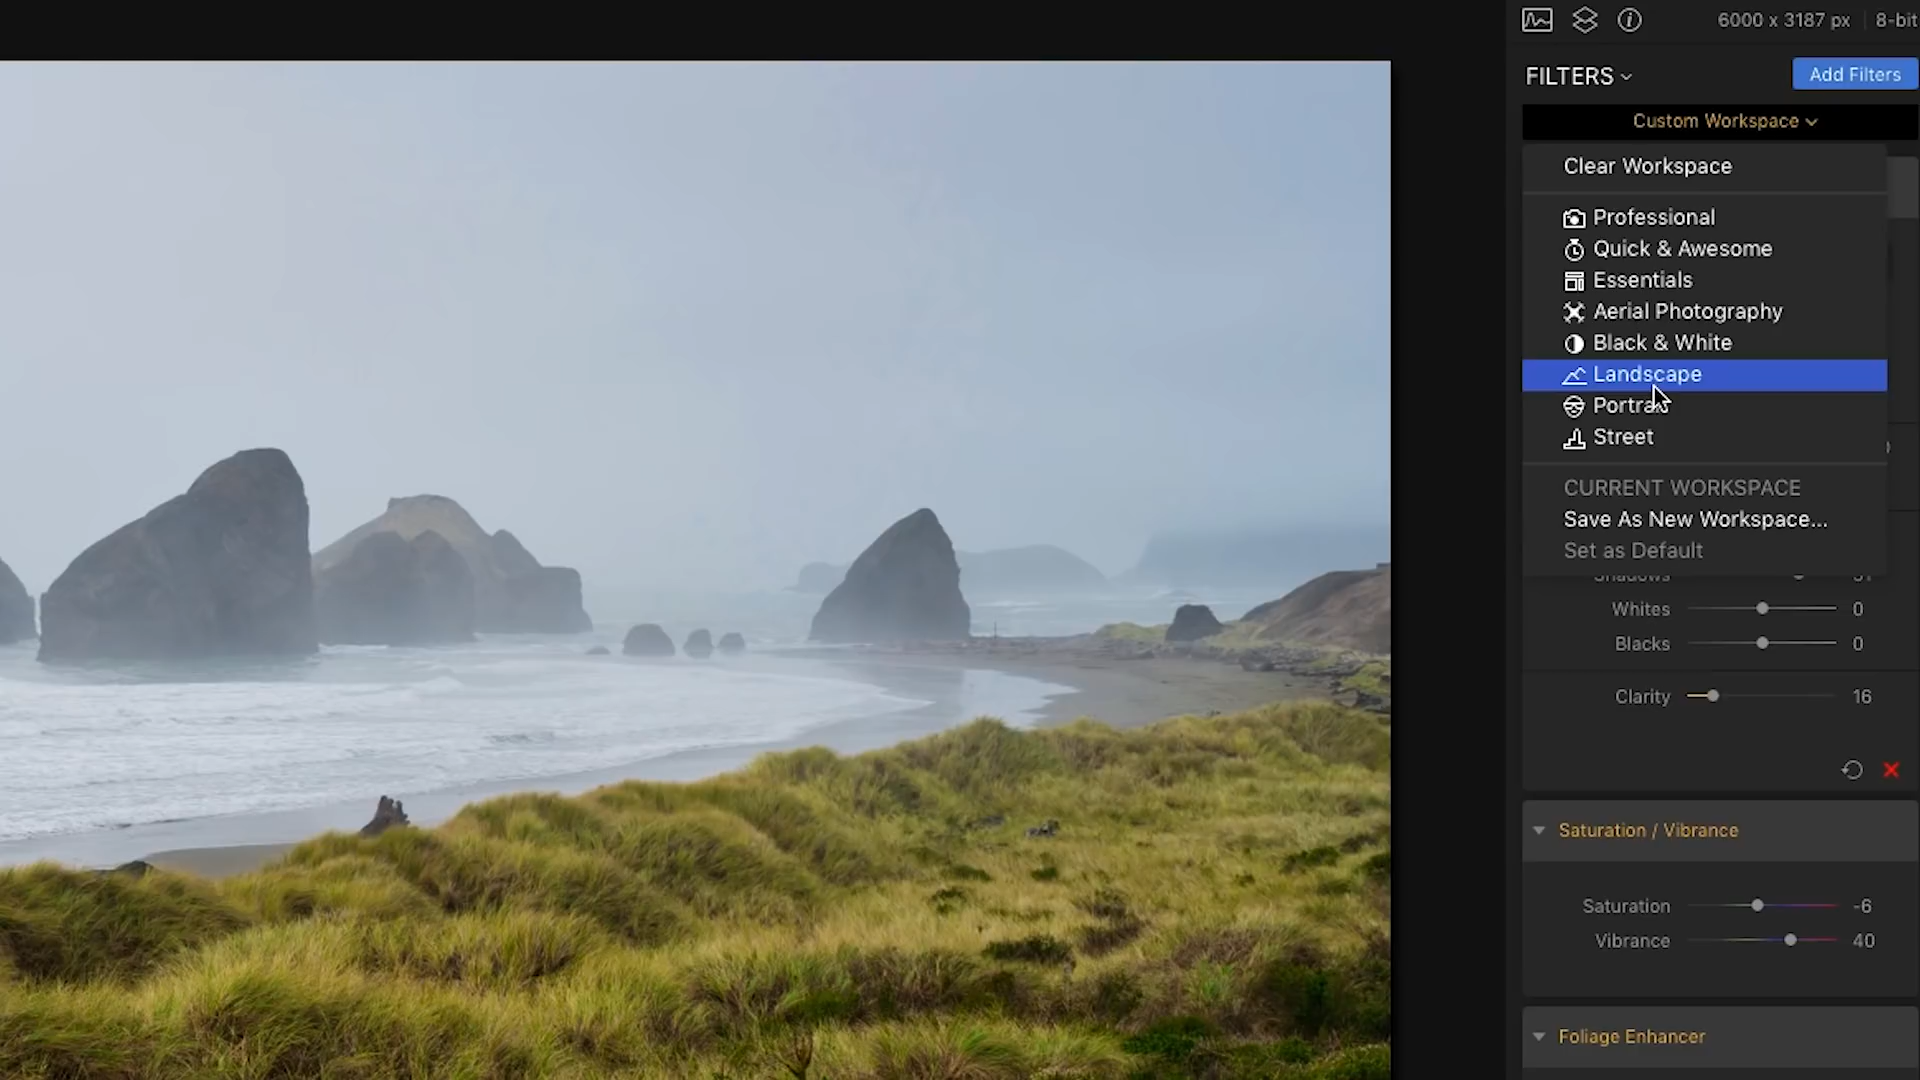 6000 x 3187 px 8-bit
FILTERS Add Filters
Custom Workspace
Clear Workspace
Professional
Quick & Awesome
Essentials
Aerial Photography
Black & White
Landscape
Portrait
Street
CURRENT WORKSPACE
Save As New Workspace...
Set as Default
Shadows
Whites 0
Blacks 0
Clarity 16
Saturation / Vibrance
Saturation -6
Vibrance 40
Foliage Enhancer